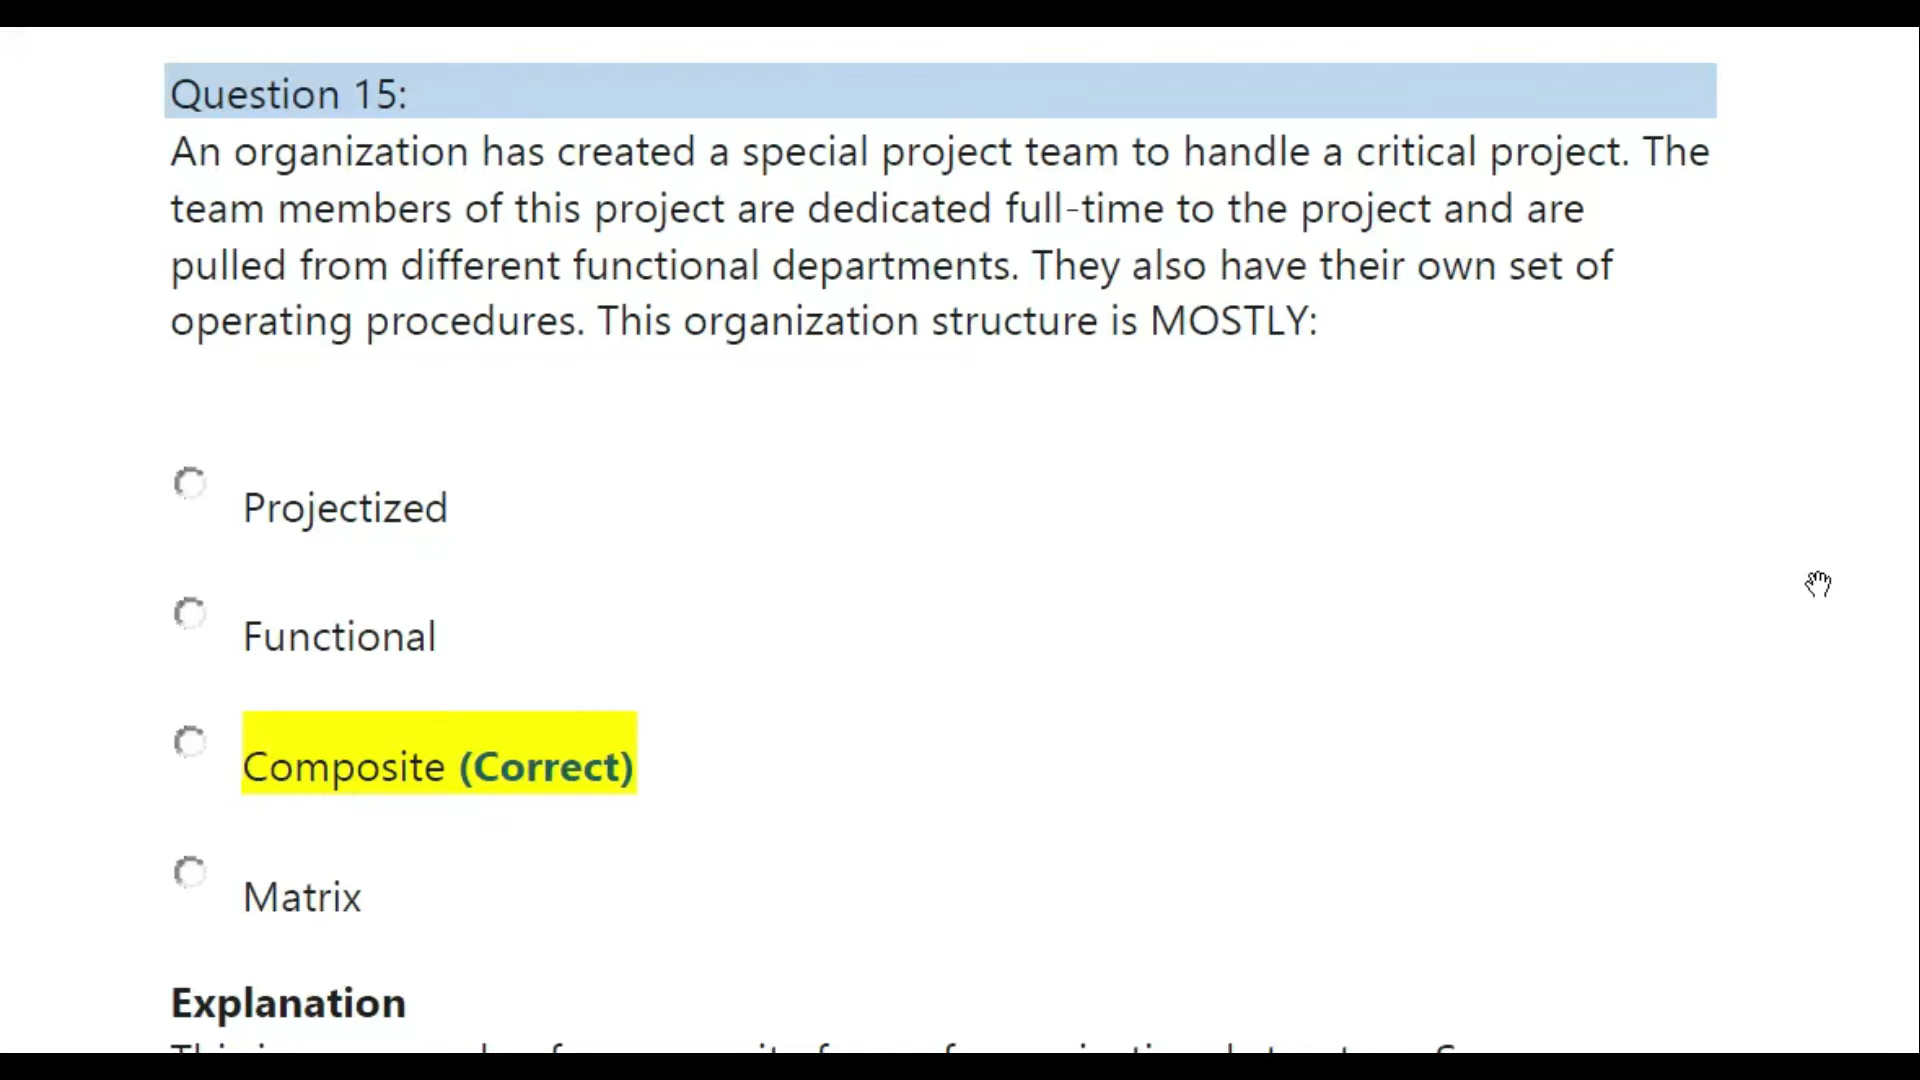 Question 15:
An organization has created a special project team to handle a critical project. The
team members of this project are dedicated full-time to the project and are
pulled from different functional departments. They also have their own set of
operating procedures. This organization structure is MOSTLY:
Projectized
Functional
Composite (Correct)
Matrix
Explanation